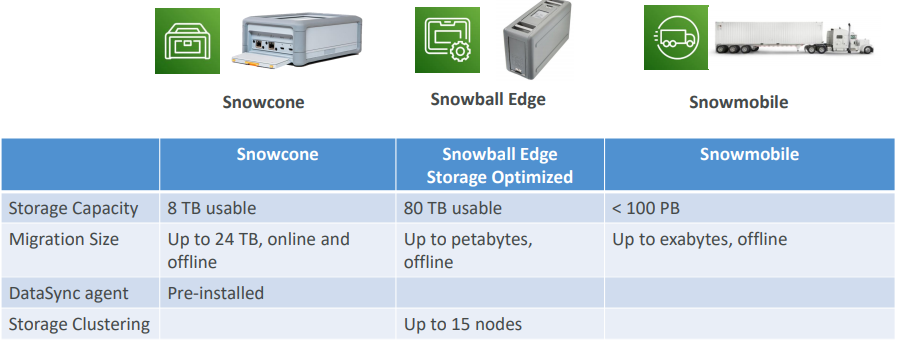 Snowcone
Snowball Edge
Snowmobile
Snowcone
Snowball Edge
Storage Optimized
Snowmobile
Storage Capacity
8 TB usable
80 TB usable
< 100 PB
Migration Size
Up to 24 TB, online and
offline
Up to petabytes,
offline
Up to exabytes, offline
DataSync agent
Pre-installed
Storage Clustering
Up to 15 nodes